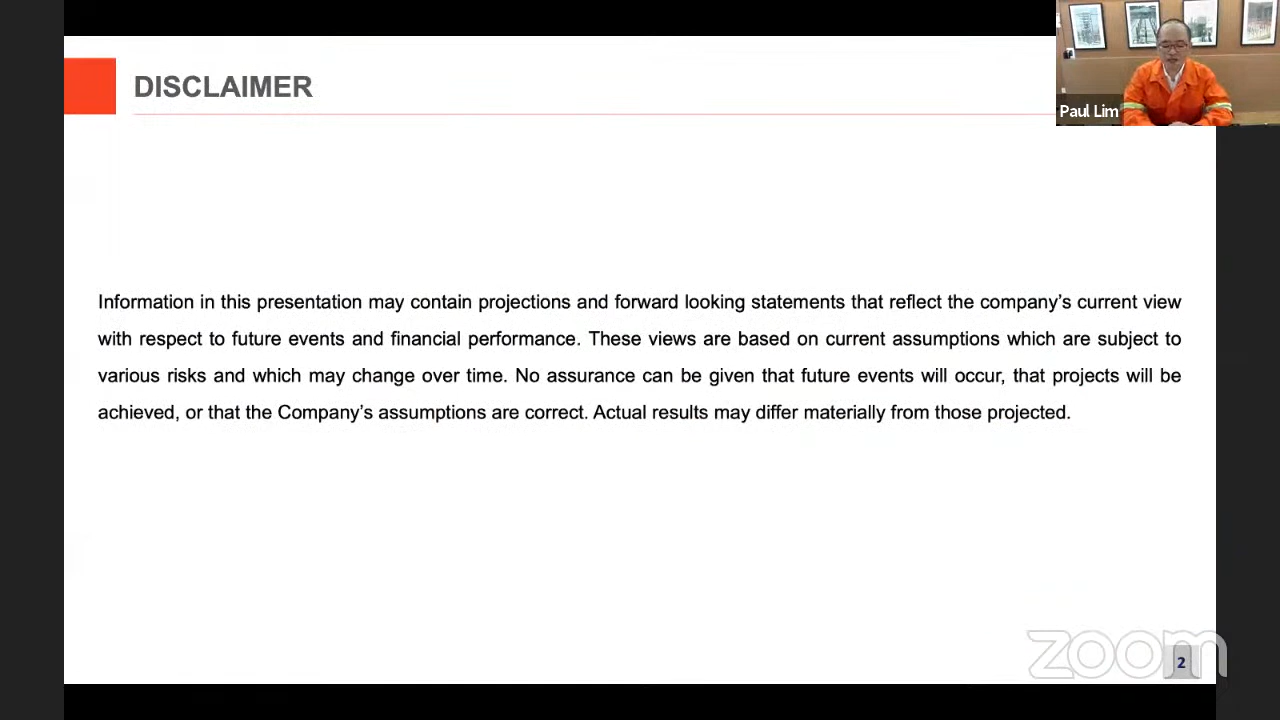 DISCLAIMER
Paul Lim
Information in this presentation may contain projections and forward looking statements that reflect the company’s current view
with respect to future events and financial performance. These views are based on current assumptions which are subject to
various risks and which may change over time. No assurance can be given that future events will occur, that projects will be
achieved, or that the Company’s assumptions are correct. Actual results may differ materially from those projected.
zoom
2